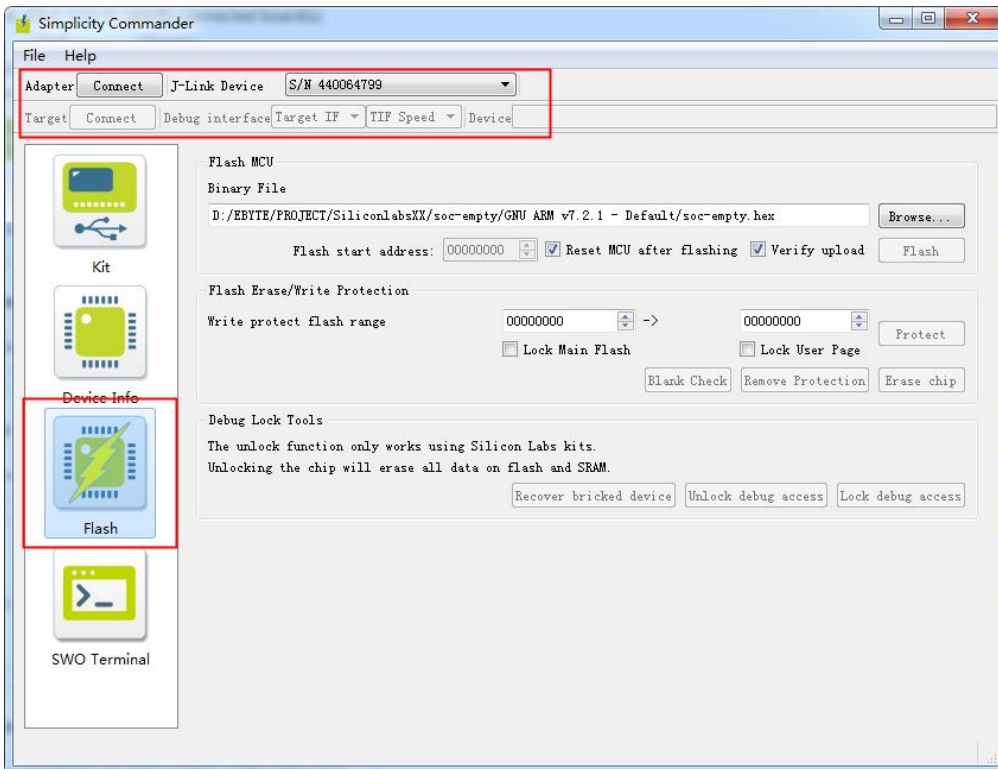 Simplicity Commander
File Help
Adapter Connect J-Link Device S/N 440064799
Target Connect Debug interface Target IF TIF Speed Device
Kit
Device Info
Flash
SWO Terminal
Flash MCU
Binary File
D:/EBYTE/PROJECT/SiliconlabsXX/soc-empty/GNU ARM v7.2.1 - Default/soc-empty.hex Browse...
Flash start address: 00000000 Reset MCU after flashing Verify upload Flash
Flash Erase/Write Protection
Write protect flash range 00000000 -> 00000000 Protect
Lock Main Flash Lock User Page
Blank Check Remove Protection Erase chip
Debug Lock Tools
The unlock function only works using Silicon Labs kits.
Unlocking the chip will erase all data on flash and SRAM.
Recover bricked device Unlock debug access Lock debug access